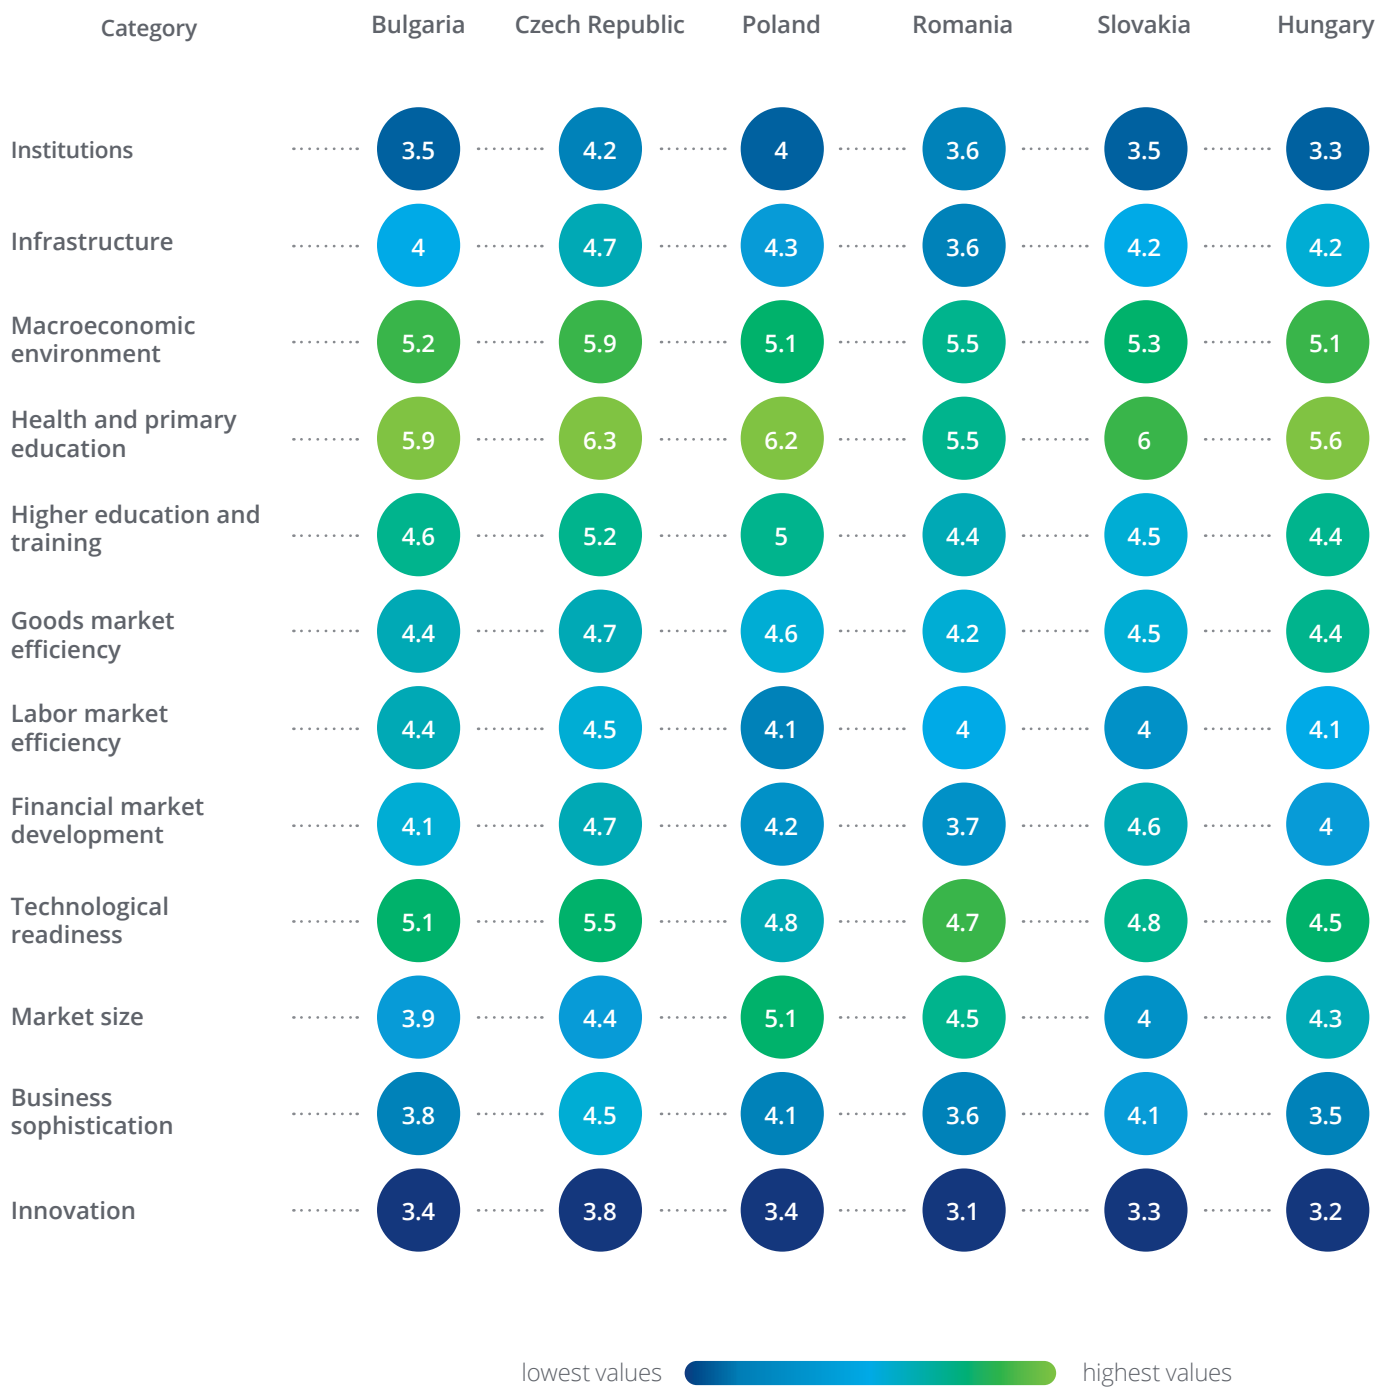 Category Bulgaria Czech Republic Poland Romania Slovakia Hungary
Institutions 3.5 4.2 4 3.6 3.5 3.3
Infrastructure 4 4.7 4.3 3.6 4.2 4.2
Macroeconomic
environment 5.2 5.9 5.1 5.5 5.3 5.1
Health and primary
education 5.9 6.3 6.2 5.5 6 5.6
Higher education and
training 4.6 5.2 5 4.4 4.5 4.4
Goods market
efficiency 4.4 4.7 4.6 4.2 4.5 4.4
Labor market
efficiency 4.4 4.5 4.1 4 4 4.1
Financial market
development 4.1 4.7 4.2 3.7 4.6 4
Technological
readiness 5.1 5.5 4.8 4.7 4.8 4.5
Market size 3.9 4.4 5.1 4.5 4 4.3
Business
sophistication 3.8 4.5 4.1 3.6 4.1 3.5
Innovation 3.4 3.8 3.4 3.1 3.3 3.2
lowest values highest values